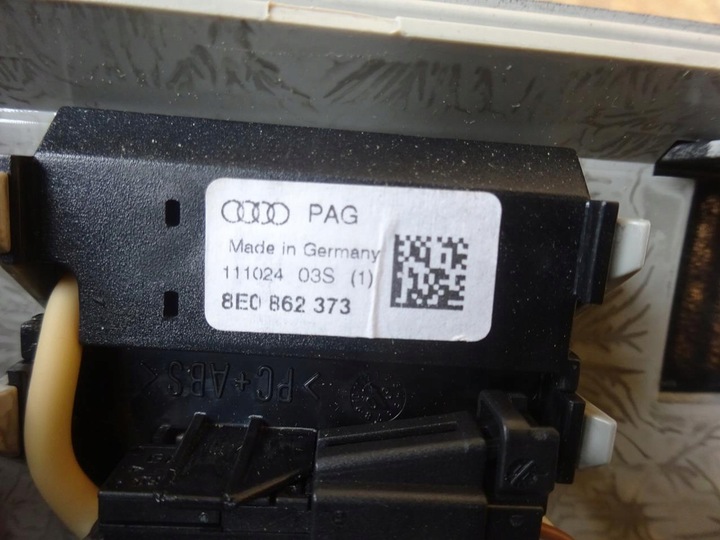 PAG
Made in Germany
111024 03S (1)
8E0 862 373
>PC+ABS<